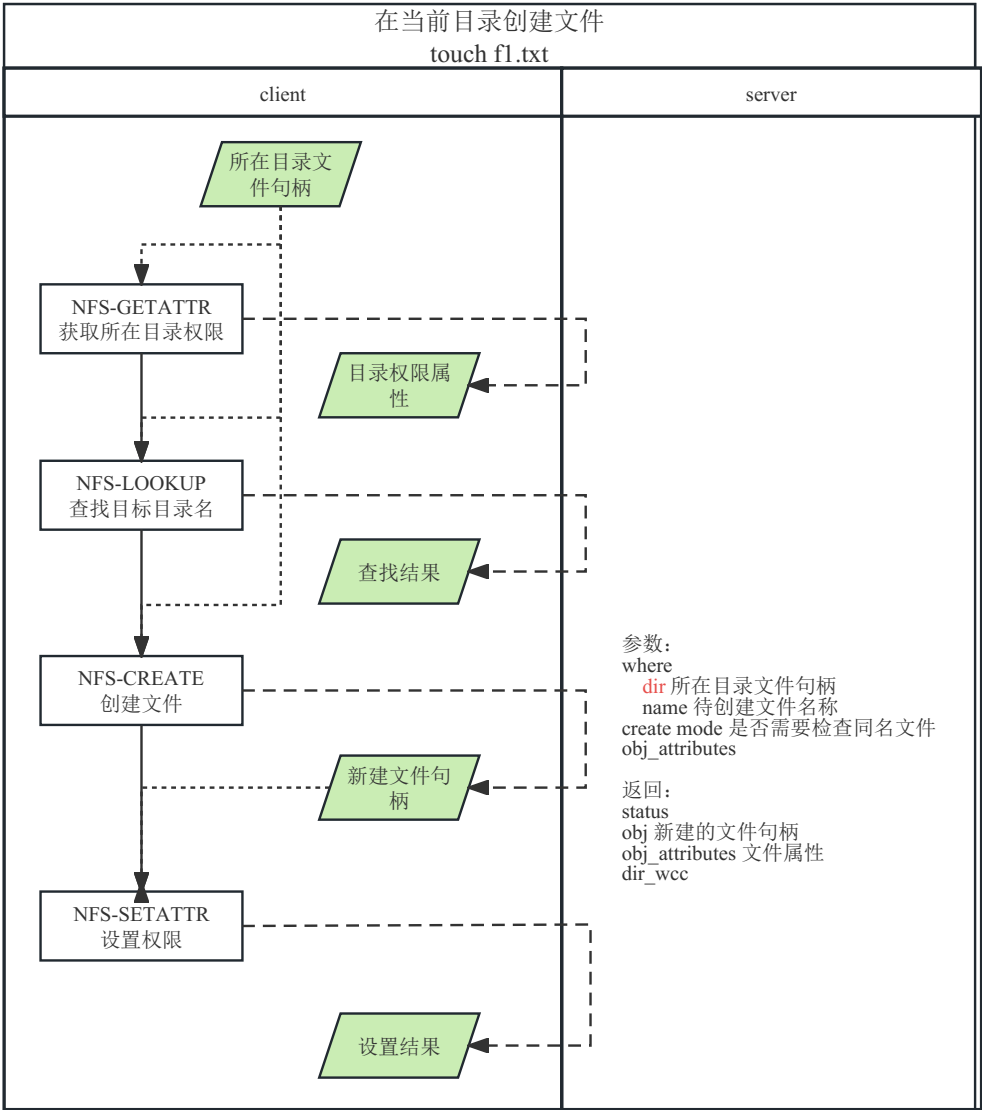 在当前目录创建文件
touch f1.txt
client
server
所在目录文
件句柄
NFS-GETATTR
获取所在目录权限
目录权限属
性
NFS-LOOKUP
查找目标目录名
查找结果
参数：
where
dir 所在目录文件句柄
name 待创建文件名称
create mode 是否需要检查同名文件
obj_attributes
NFS-CREATE
创建文件
新建文件句
柄
返回：
status
obj 新建的文件句柄
obj_attributes 文件属性
dir_wcc
NFS-SETATTR
设置权限
设置结果